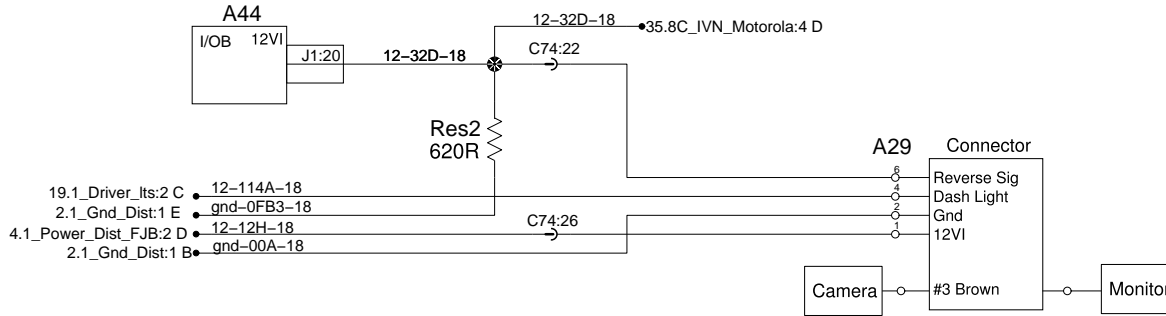 A44
I/OB 12VI
J1:20
12-32D-18
12-32D-18
35.8C_IVN_Motorola:4 D
C74:22
Res2
620R
A29
Connector
6
Reverse Sig
4
Dash Light
2
Gnd
1
12VI
19.1_Driver_lts:2 C
12-114A-18
2.1_Gnd_Dist:1 E
gnd-0FB3-18
4.1_Power_Dist_FJB:2 D
12-12H-18
C74:26
2.1_Gnd_Dist:1 B
gnd-00A-18
Camera
#3 Brown
Monitor